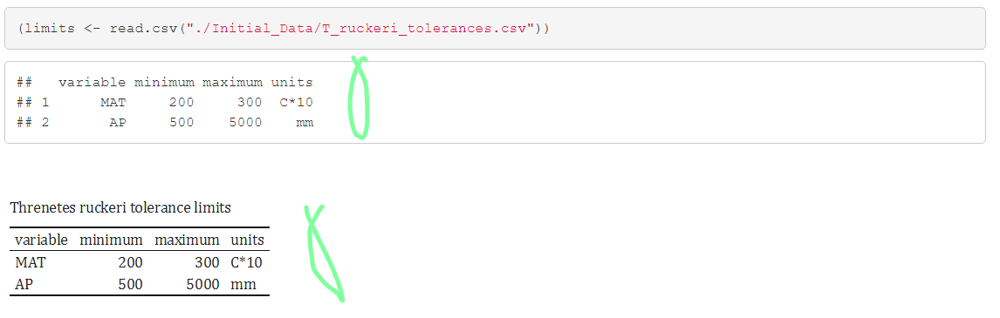 (limits <- read.csv("./Initial_Data/T_ruckeri_tolerances.csv"))
##   variable minimum maximum units
## 1      MAT     200     300  C*10
## 2       AP     500    5000    mm
Threnetes ruckeri tolerance limits
variable minimum maximum units
MAT 200 300 C*10
AP 500 5000 mm